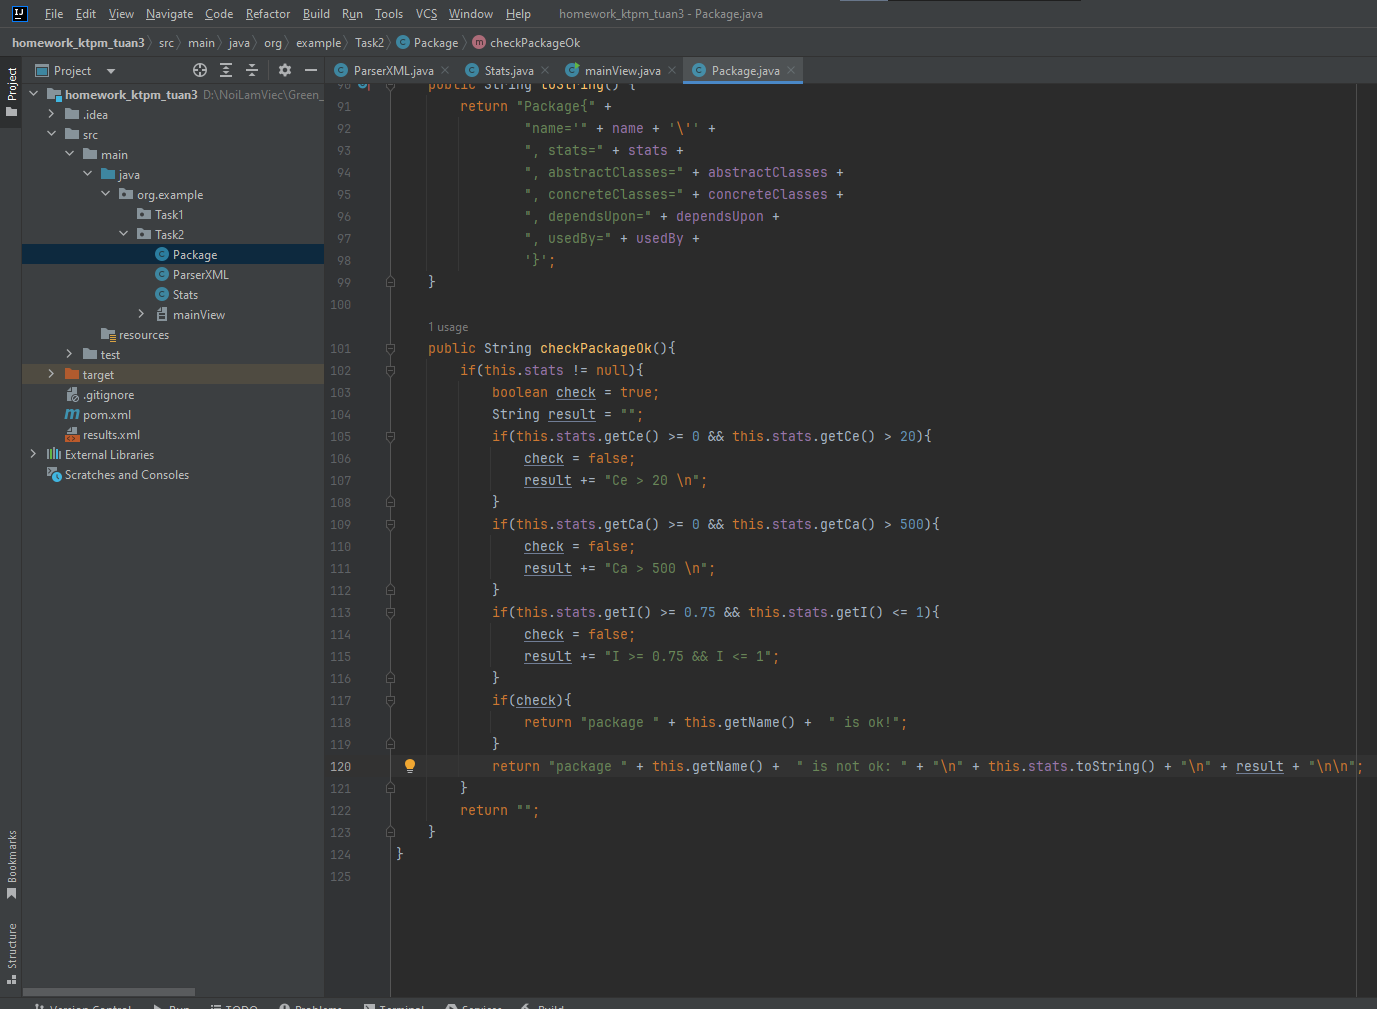 File Edit View Navigate Code Refactor Build Run Tools VCS Window Help homework_ktpm_tuan3 - Package.java
homework_ktpm_tuan3 src main java org example Task2 Package checkPackageOk
Project
Project
ParserXML.java Stats.java mainView.java Package.java
homework_ktpm_tuan3 D:\NoiLamViec\Green_
.idea
src
main
java
org.example
Task1
Task2
Package
ParserXML
Stats
mainView
resources
test
target
.gitignore
pom.xml
results.xml
External Libraries
Scratches and Consoles
90 public String toString() {
91 return "Package{" +
92 "name='" + name + '\'' +
93 ", stats=" + stats +
94 ", abstractClasses=" + abstractClasses +
95 ", concreteClasses=" + concreteClasses +
96 ", dependsUpon=" + dependsUpon +
97 ", usedBy=" + usedBy +
98 '}';
99 }
100
1 usage
101 public String checkPackageOk(){
102 if(this.stats != null){
103 boolean check = true;
104 String result = "";
105 if(this.stats.getCe() >= 0 && this.stats.getCe() > 20){
106 check = false;
107 result += "Ce > 20 \n";
108 }
109 if(this.stats.getCa() >= 0 && this.stats.getCa() > 500){
110 check = false;
111 result += "Ca > 500 \n";
112 }
113 if(this.stats.getI() >= 0.75 && this.stats.getI() <= 1){
114 check = false;
115 result += "I >= 0.75 && I <= 1";
116 }
117 if(check){
118 return "package " + this.getName() + " is ok!";
119 }
120 return "package " + this.getName() + " is not ok: " + "\n" + this.stats.toString() + "\n" + result + "\n\n";
121 }
122 return "";
123 }
124 }
125
Bookmarks
Structure
Version Control Run TODO Problems Terminal Services Build